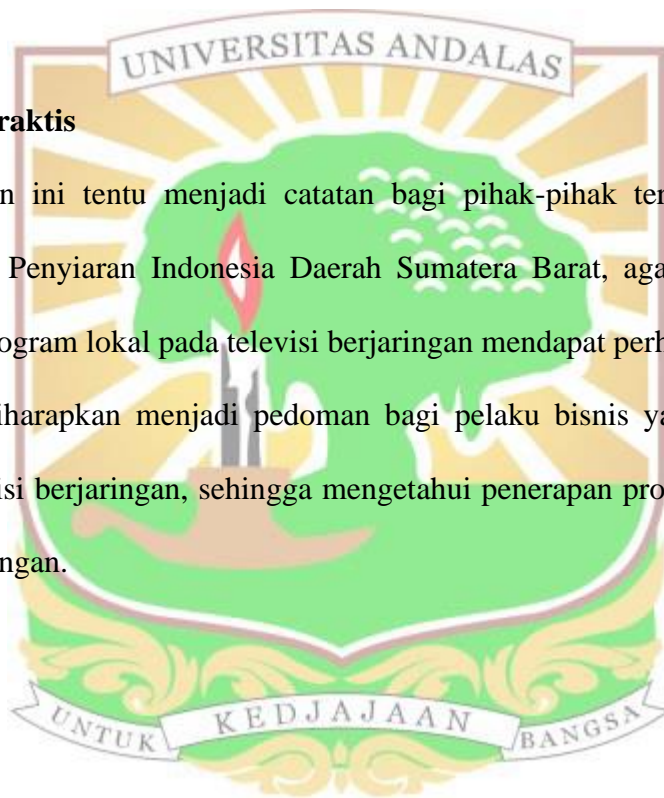 UNIVERSITAS ANDALAS
raktis
n ini tentu menjadi catatan bagi pihak-pihak ter
Penyiaran Indonesia Daerah Sumatera Barat, aga
ogram lokal pada televisi berjaringan mendapat perh
iharapkan menjadi pedoman bagi pelaku bisnis ya
isi berjaringan, sehingga mengetahui penerapan pro
ngan.
UNTUK KEDJAJAAN BANGSA